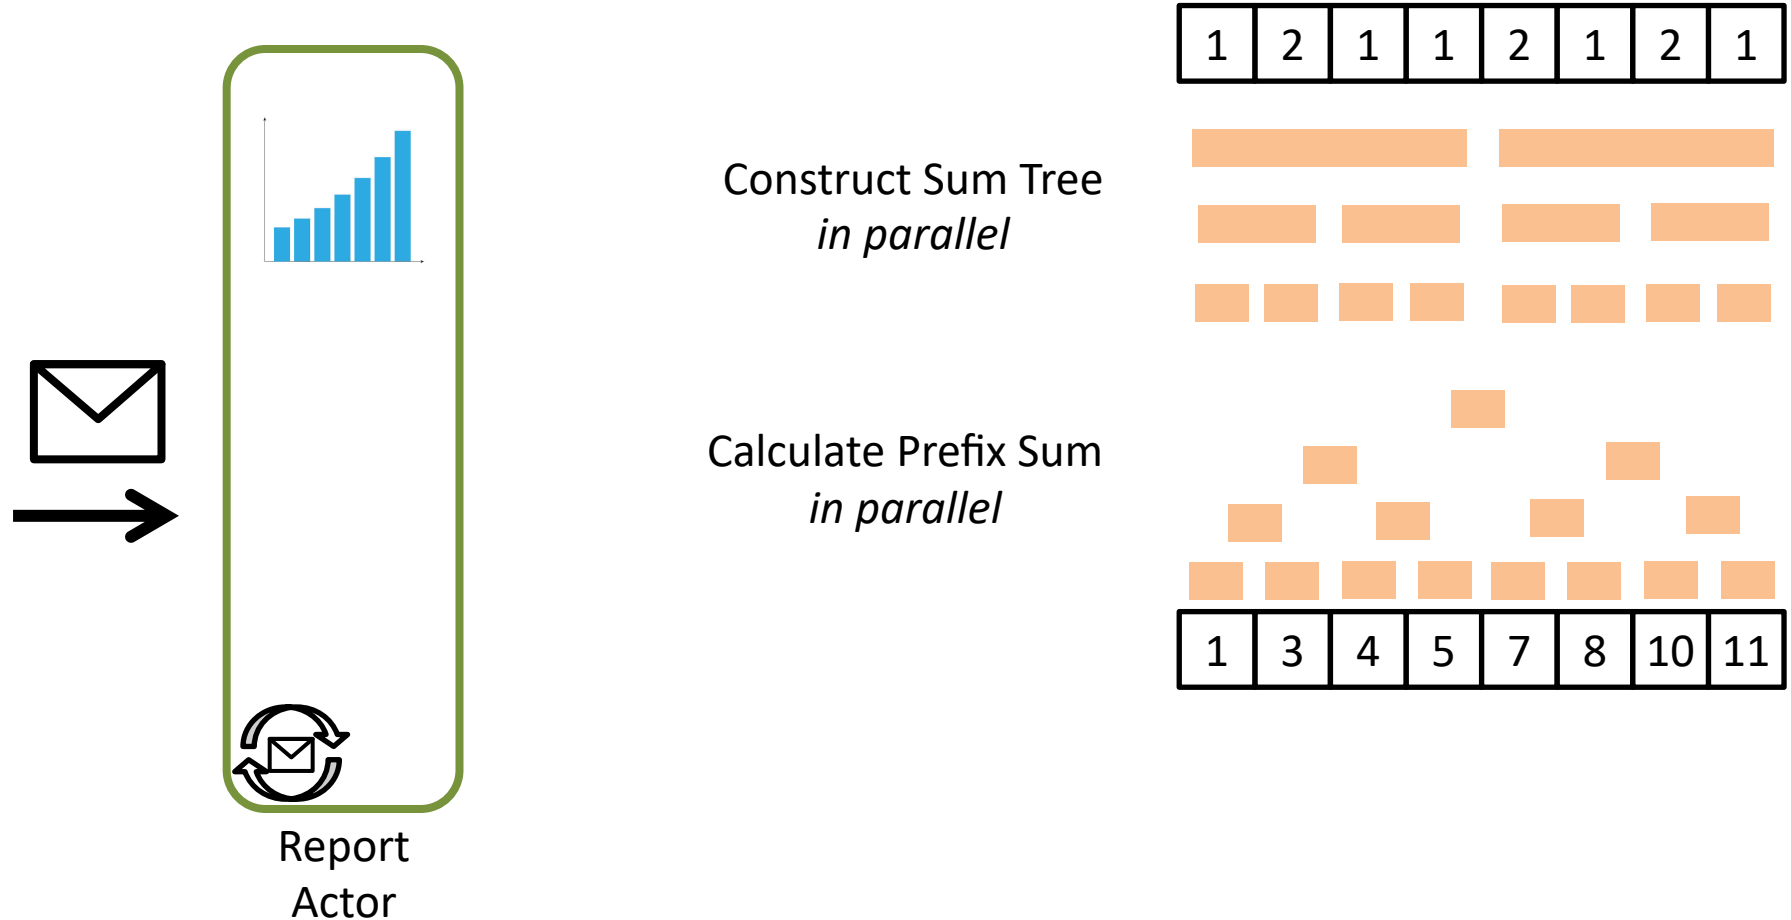 1 2 1 1 2 1 2 1
Construct Sum Tree
in parallel
Calculate Prefix Sum
in parallel
1 3 4 5 7 8 10 11
Report
Actor